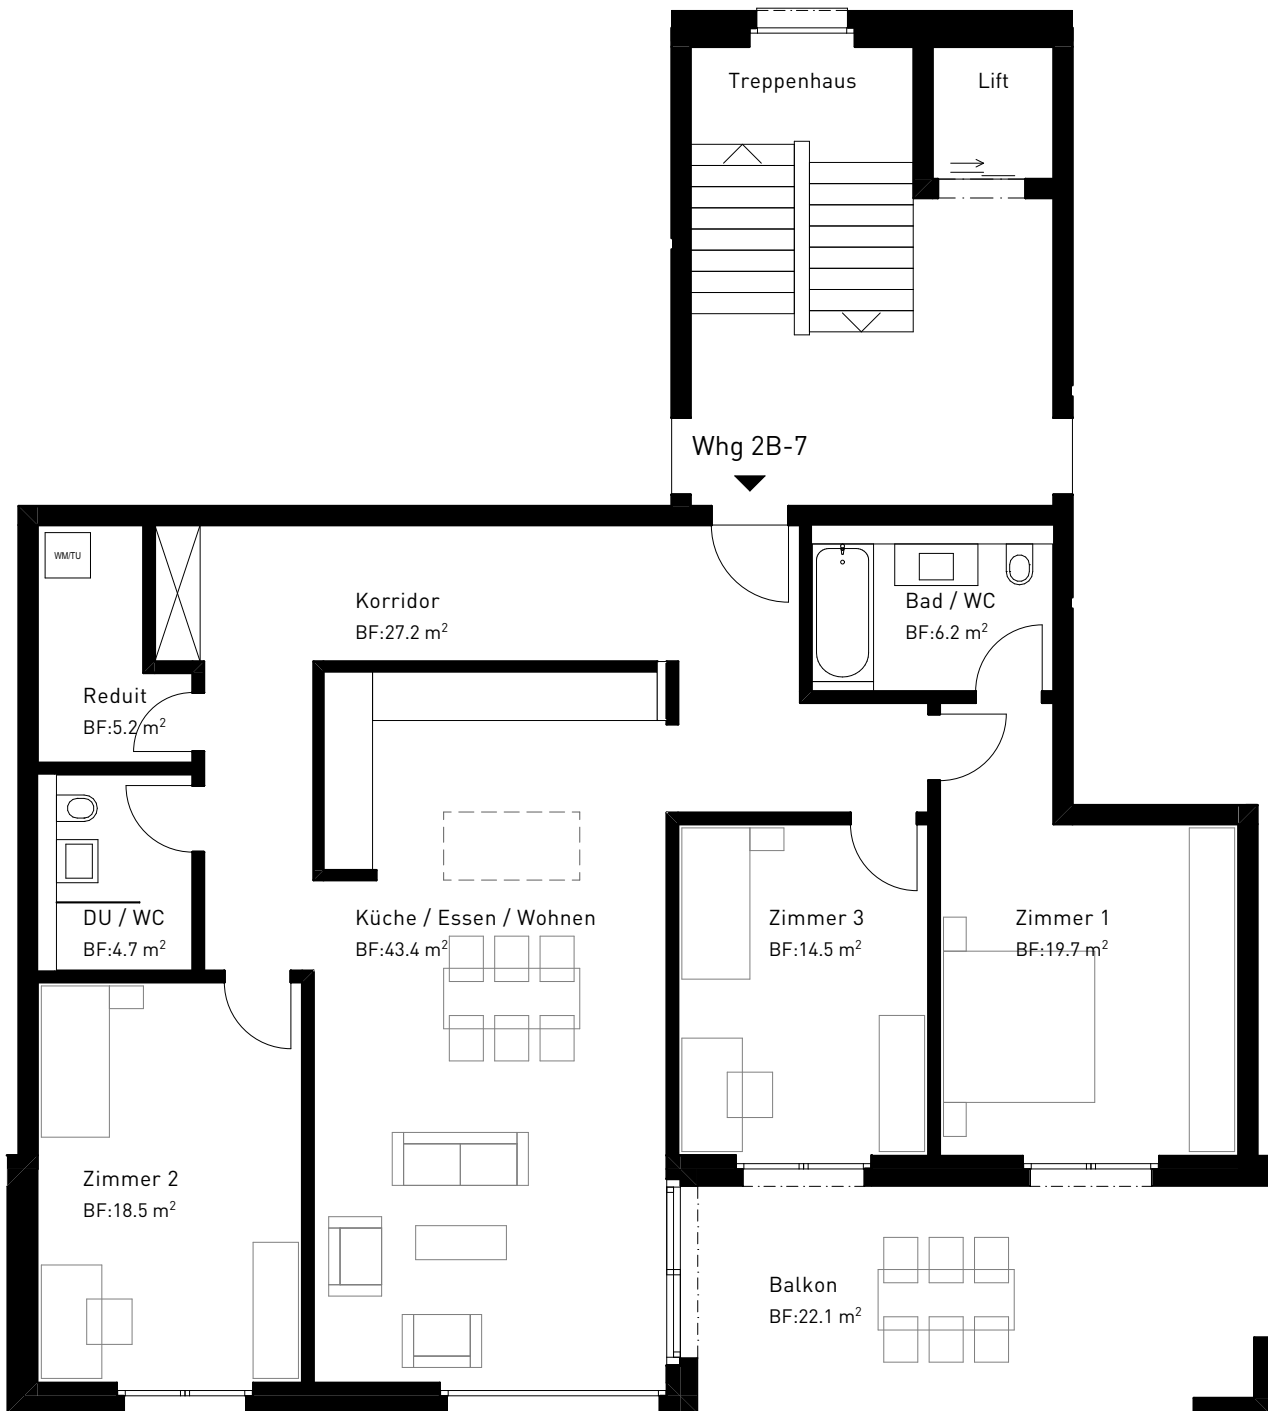 Treppenhaus
Lift
Whg 2B-7
WM/TU
Korridor
BF:27.2 m²
Bad / WC
BF:6.2 m²
Reduit
BF:5.2 m²
DU / WC
BF:4.7 m²
Küche / Essen / Wohnen
BF:43.4 m²
Zimmer 3
BF:14.5 m²
Zimmer 1
BF:19.7 m²
Zimmer 2
BF:18.5 m²
Balkon
BF:22.1 m²